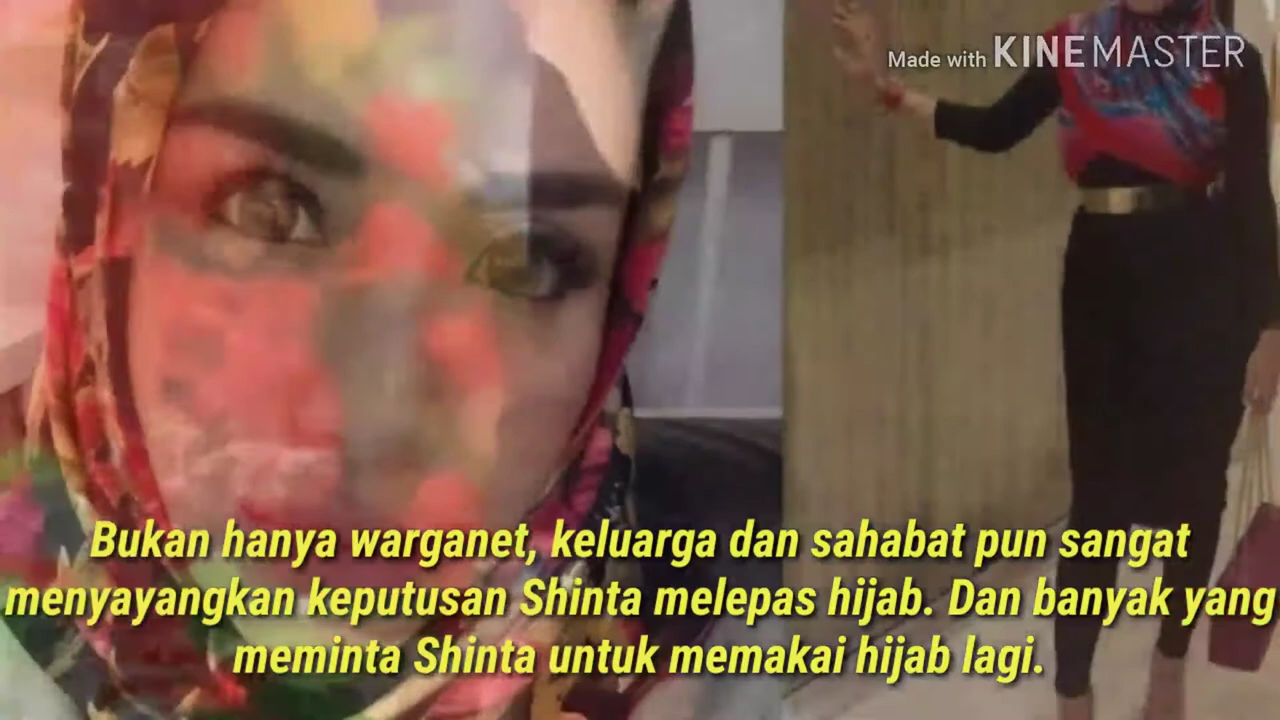 Made with KINEMASTER
Bukan hanya warganet, keluarga dan sahabat pun sangat
menyayangkan keputusan Shinta melepas hijab. Dan banyak yang
meminta Shinta untuk memakai hijab lagi.